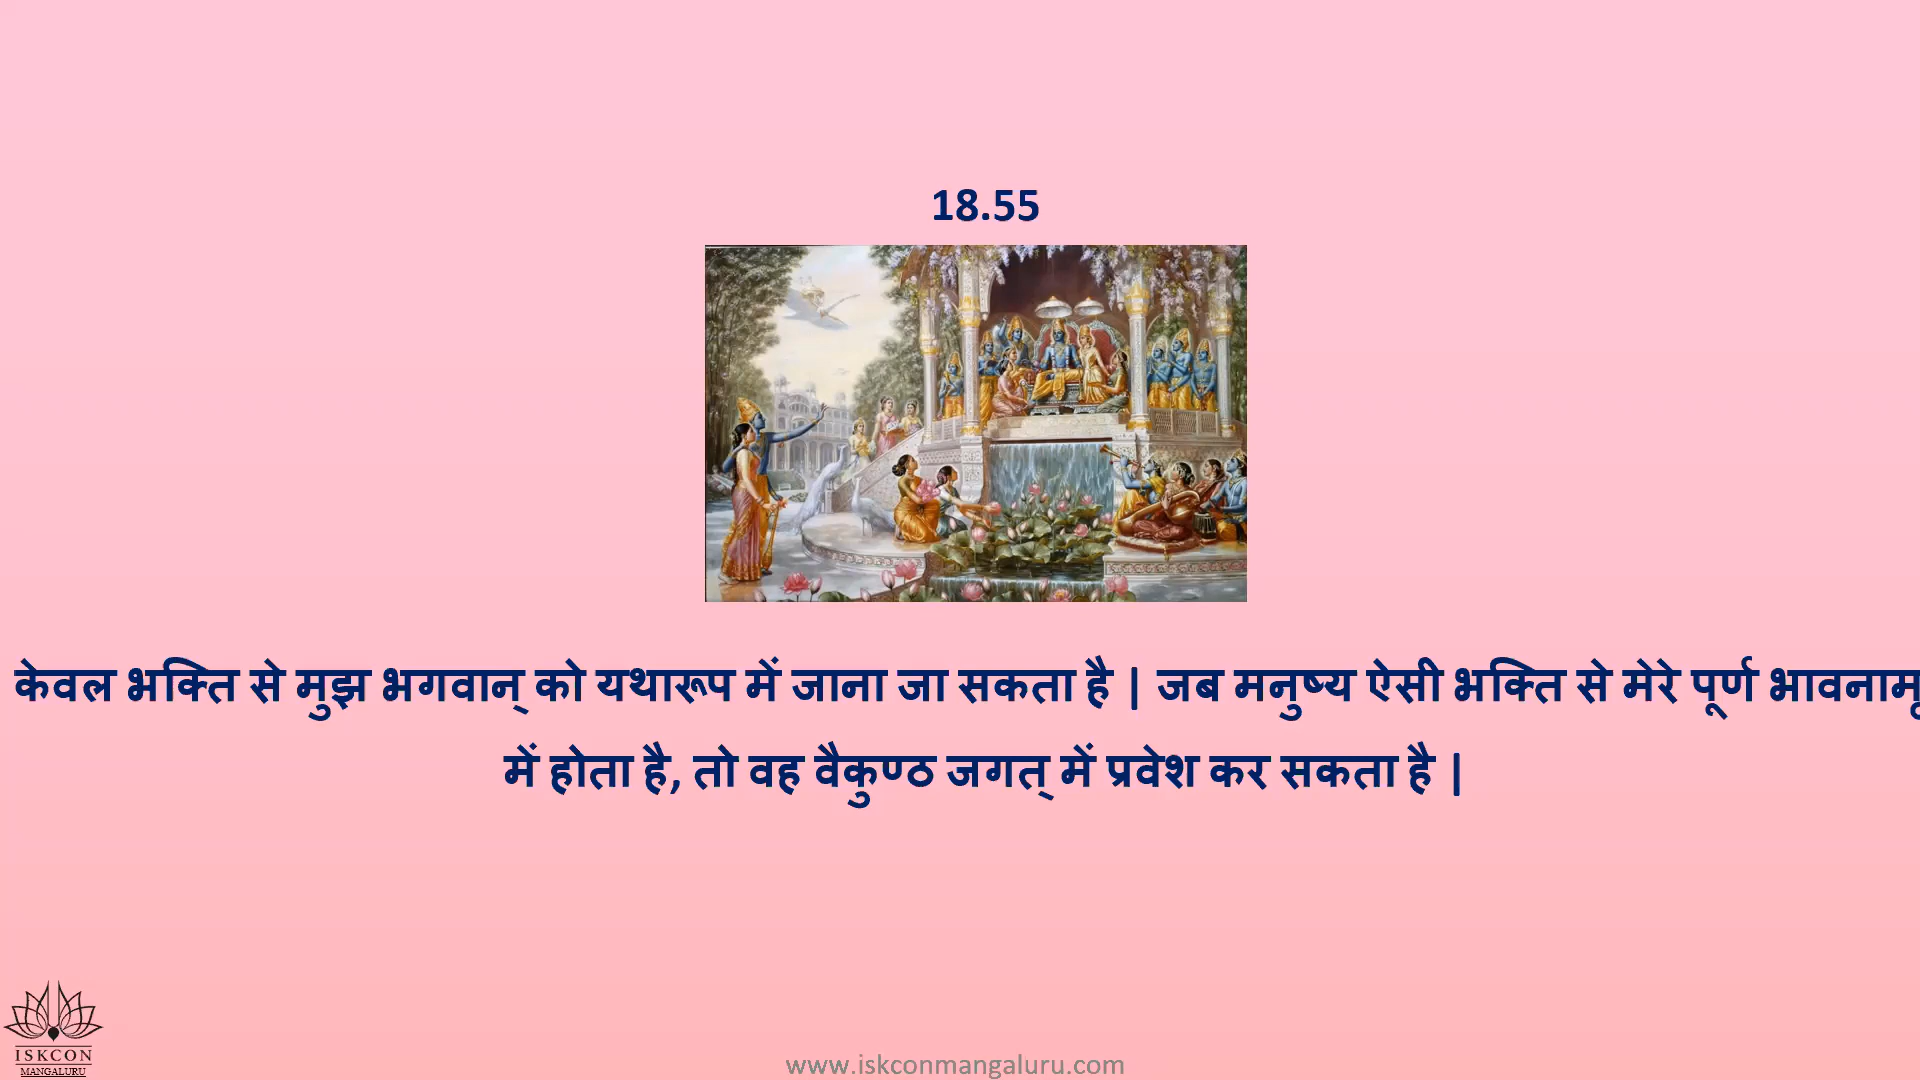 18.55
केवल भक्ति से मुझ भगवान् को यथारूप में जाना जा सकता है | जब मनुष्य ऐसी भक्ति से मेरे पूर्ण
में होता है, तो वह वैकुण्ठ जगत् में प्रवेश कर सकता है |
ISKCON
MANGALURU
www.iskconmangaluru.com